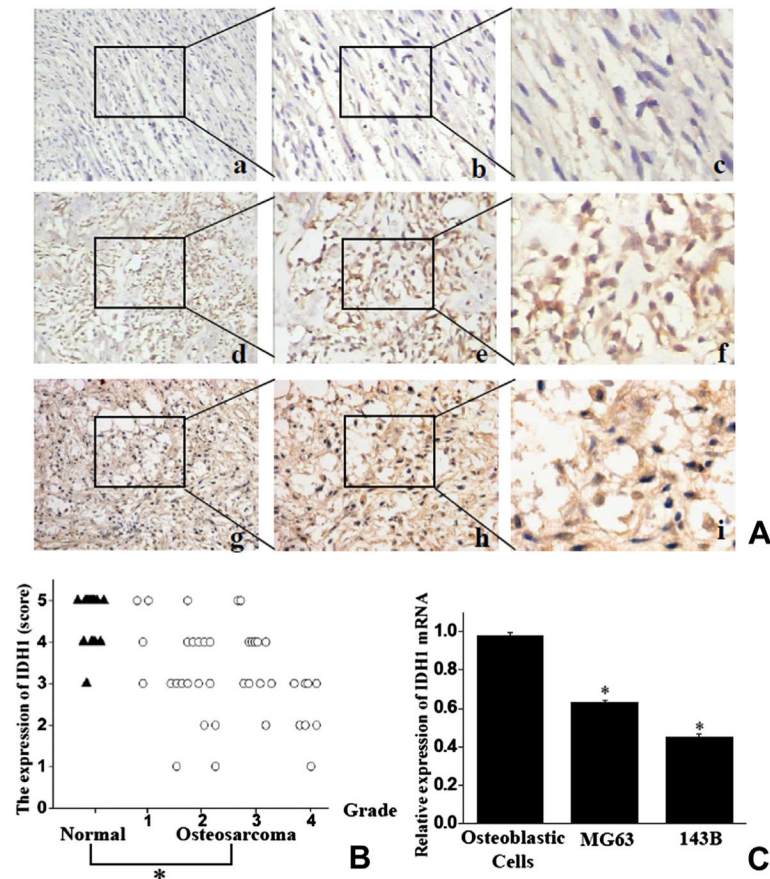 a
b
c
d
e
f
g
h
i
A
The expression of IDH1 (score)
5
4
3
2
1
0
Normal
1
2
3
4
Grade
Osteosarcoma
*
B
Relative expression of IDH1 mRNA
1.0
0.8
0.6
0.4
0.2
0.0
*
*
Osteoblastic
Cells
MG63
143B
C